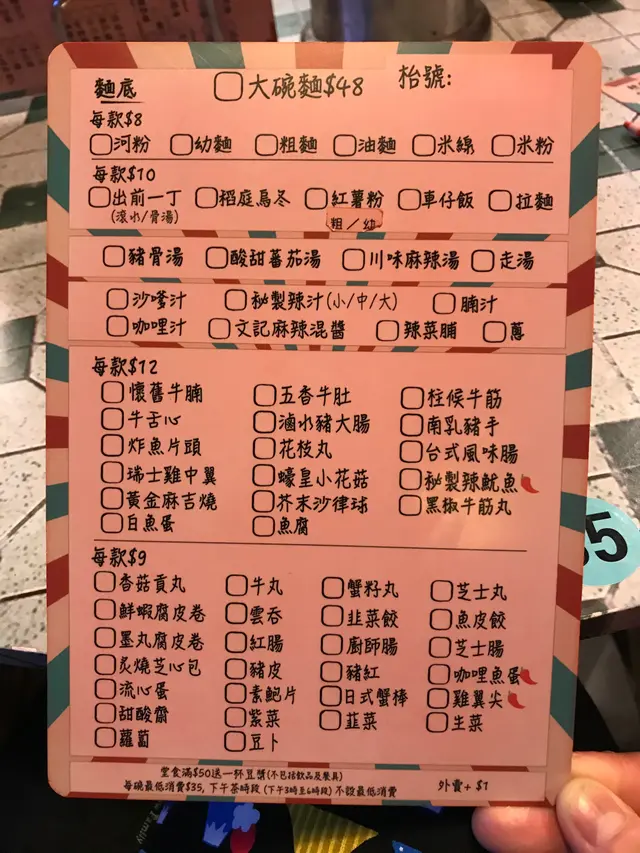 麵底 大碗麵$48 枱號:
每款$8
河粉 幼麵 粗麵 油麵 米線 米粉
每款$10
出前一丁 稻庭烏冬 紅薯粉 車仔飯 拉麵
(滾水/骨湯) 粗/幼
豬骨湯 酸甜蕃茄湯 川味麻辣湯 走湯
沙嗲汁 秘製辣汁(小/中/大) 腩汁
咖哩汁 文記麻辣混醬 辣菜脯 蔥
每款$12
懷舊牛腩 五香牛肚 柱候牛筋
牛舌心 滷水豬大腸 南乳豬手
炸魚片頭 花枝丸 台式風味腸
瑞士雞中翼 蠔皇小花菇 秘製辣魷魚
黃金麻吉燒 芥末沙律球 黑椒牛筋丸
白魚蛋 魚腐
每款$9
香菇貢丸 牛丸 蟹籽丸 芝士丸
鮮蝦腐皮卷 雲吞 韭菜餃 魚皮餃
墨丸腐皮卷 紅腸 廚師腸 芝士腸
炙燒芝心包 豬皮 豬紅 咖哩魚蛋
流心蛋 素鮑片 日式蟹棒 雞翼尖
甜酸齋 紫菜 韮菜 生菜
蘿蔔 豆卜
堂食滿$50送一杯豆漿(不包括飲品及餐具)
每碗最低消費$35, 下午茶時段(下午3時至6時段)不設最低消費 外賣+$1
5
Family